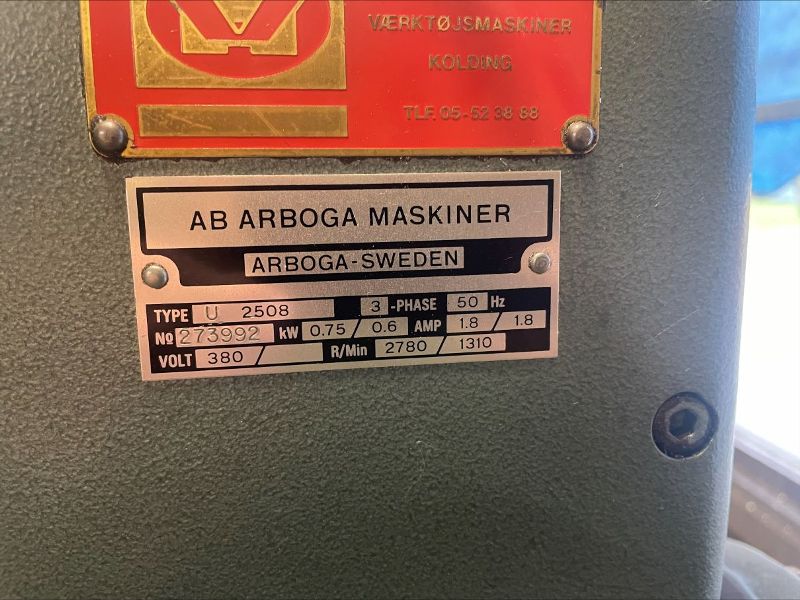 VÆRKTØJSMASKINER
KOLDING
TLF. 05-52 38 88
AB ARBOGA MASKINER
ARBOGA-SWEDEN
TYPE U 2508 3 -PHASE 50 Hz
No 273992 kW 0.75 / 0.6 AMP 1.8 / 1.8
VOLT 380 / R/Min 2780 / 1310